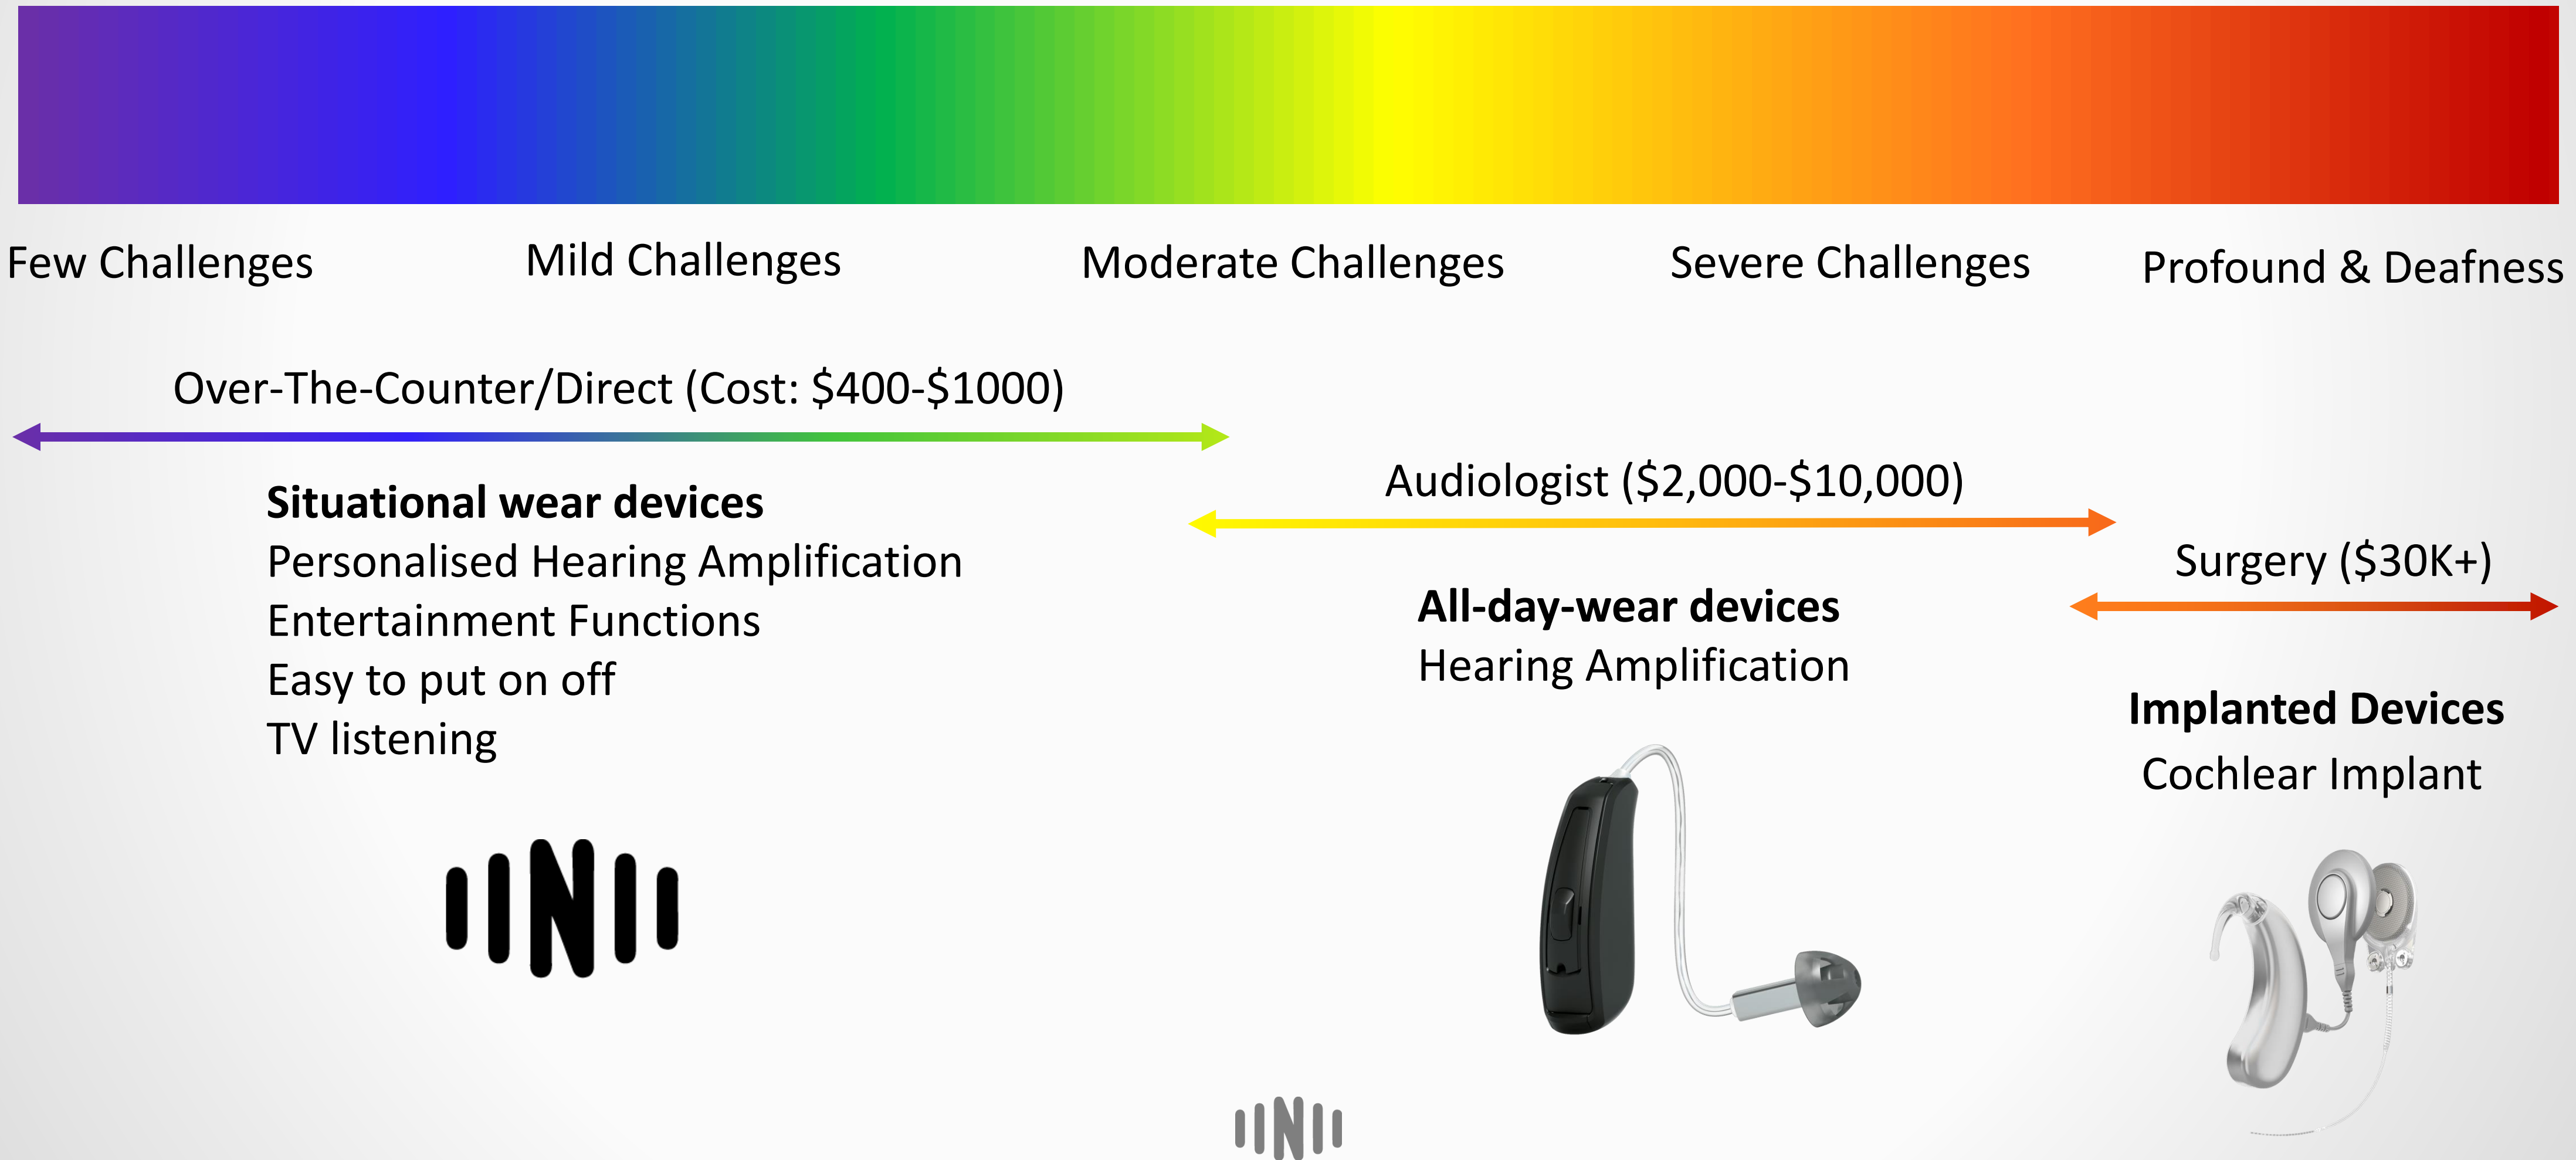 Few Challenges
Mild Challenges
Moderate Challenges
Severe Challenges
Profound & Deafness
Over-The-Counter/Direct (Cost: $400-$1000)
Situational wear devices
Personalised Hearing Amplification
Entertainment Functions
Easy to put on off
TV listening
Audiologist ($2,000-$10,000)
All-day-wear devices
Hearing Amplification
Surgery ($30K+)
Implanted Devices
Cochlear Implant
N
N